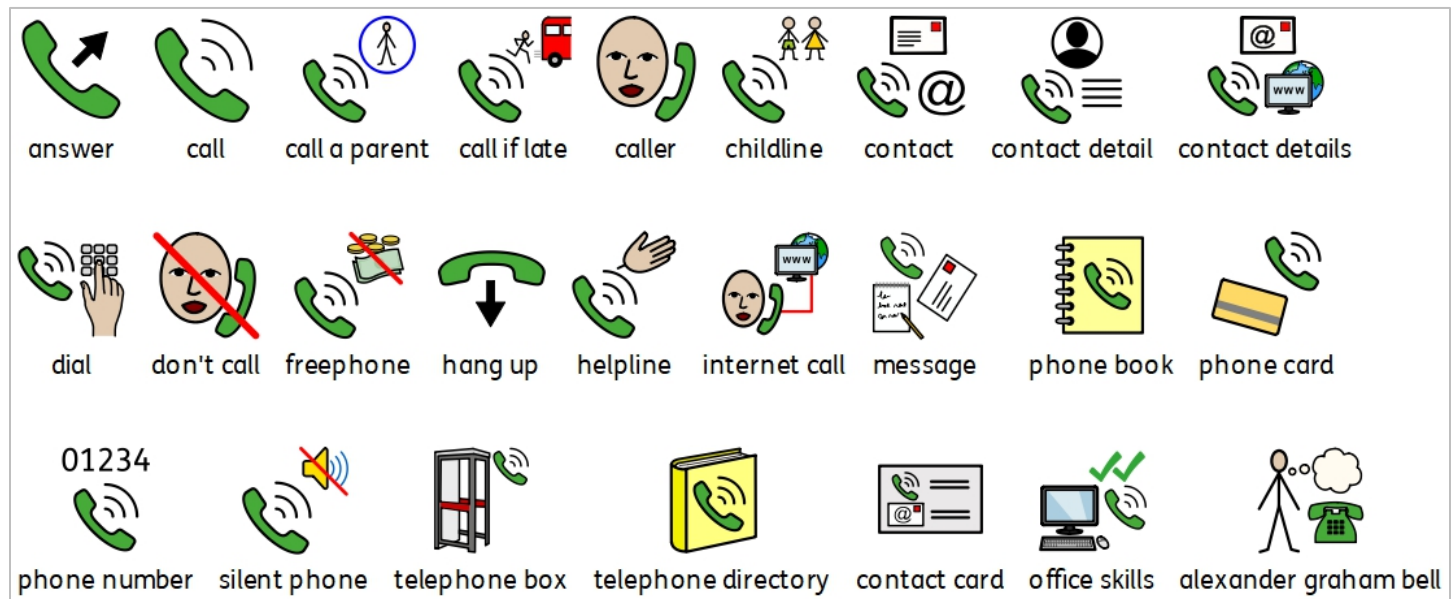 answer call call a parent call if late caller childline contact contact detail contact details
www
dial don't call freephone hang up helpline internet call message phone book phone card
www
01234
phone number silent phone telephone box telephone directory contact card office skills alexander graham bell